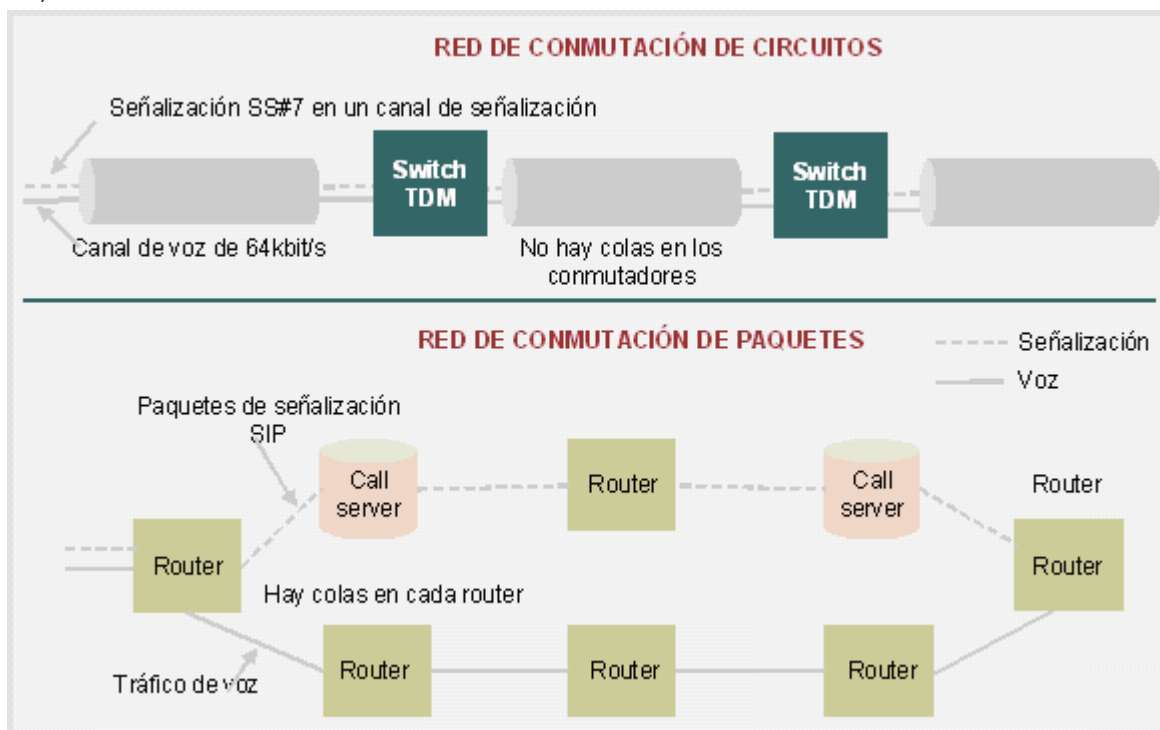 RED DE CONMUTACIÓN DE CIRCUITOS
Señalización SS#7 en un canal de señalización
Switch
TDM
Switch
TDM
Canal de voz de 64kbit/s
No hay colas en los
conmutadores
RED DE CONMUTACIÓN DE PAQUETES
Señalización
Voz
Paquetes de señalización
SIP
Call
server
Router
Call
server
Router
Router
Router
Hay colas en cada router
Router
Router
Router
Tráfico de voz